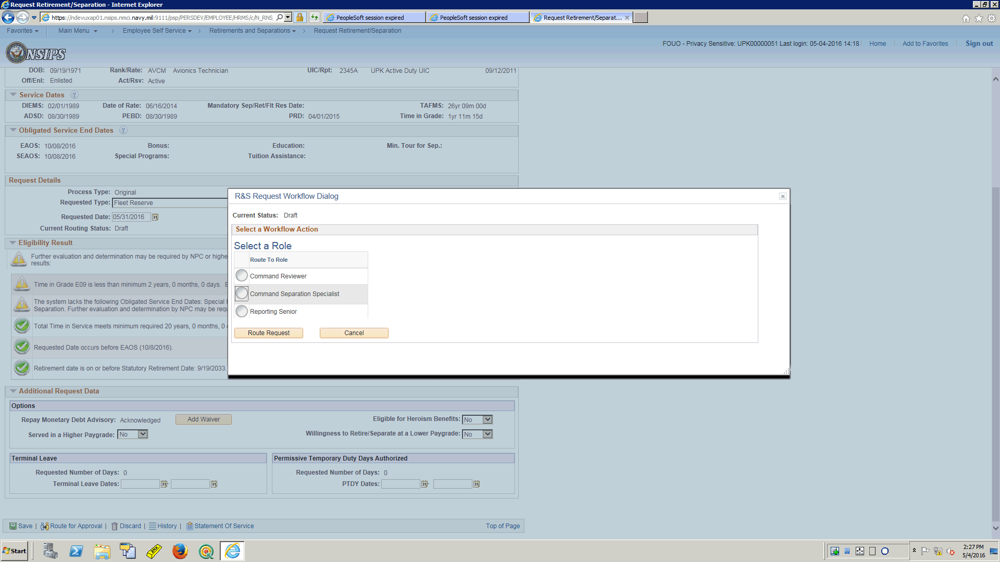 Request Retirement/Separation - Internet Explorer
https://ndevuxap01.nsips.nmci.navy.mil:9111/psp/PERSDEV/EMPLOYEE/HRMS/c/N_RNS_
PeopleSoft session expired
PeopleSoft session expired
Request Retirement/Separat...
Favorites
Main Menu
Employee Self Service
Retirements and Separations
Request Retirement/Separation
NSIPS
FOUO - Privacy Sensitive: UPK00000051 Last login: 05-04-2016 14:18
Home
Add to Favorites
Sign out
DOB: 09/19/1971 Rank/Rate: AVCM Avionics Technician UIC/Rpt: 2345A UPK Active Duty UIC 09/12/2011
Off/Enl: Enlisted Act/Rsv: Active
Service Dates ?
DIEMS: 02/01/1989 Date of Rate: 06/16/2014 Mandatory Sep/Ret/Flt Res Date: TAFMS: 26yr 09m 00d
ADSD: 08/30/1989 PEBD: 08/30/1989 PRD: 04/01/2015 Time in Grade: 1yr 11m 15d
Obligated Service End Dates ?
EAOS: 10/08/2016 Bonus: Education: Min. Tour for Sep.:
SEAOS: 10/08/2016 Special Programs: Tuition Assistance:
Request Details
Process Type: Original
Requested Type: Fleet Reserve
Requested Date: 05/31/2016 31
Current Routing Status: Draft
Eligibility Result
Further evaluation and determination may be required by NPC or highe
results:
Time in Grade E09 is less than minimum 2 years, 0 months, 0 days. E
The system lacks the following Obligated Service End Dates: Special
Separation. Further evaluation and determination by NPC may be requ
Total Time in Service meets minimum required 20 years, 0 months, 0
Requested Date occurs before EAOS (10/8/2016).
Retirement date is on or before Statutory Retirement Date: 9/19/2033.
R&S Request Workflow Dialog
Current Status: Draft
Select a Workflow Action
Select a Role
Route To Role
Command Reviewer
Command Separation Specialist
Reporting Senior
Route Request
Cancel
Additional Request Data
Options
Repay Monetary Debt Advisory: Acknowledged Add Waiver Eligible for Heroism Benefits: No
Served in a Higher Paygrade: No Willingness to Retire/Separate at a Lower Paygrade: No
Terminal Leave
Requested Number of Days: 0
Terminal Leave Dates: 31 - 31
Permissive Temporary Duty Days Authorized
Requested Number of Days: 0
PTDY Dates: 31 - 31
Save | Route for Approval | Discard | History | Statement Of Service
Top of Page
Start
24K
2:27 PM
5/4/2016